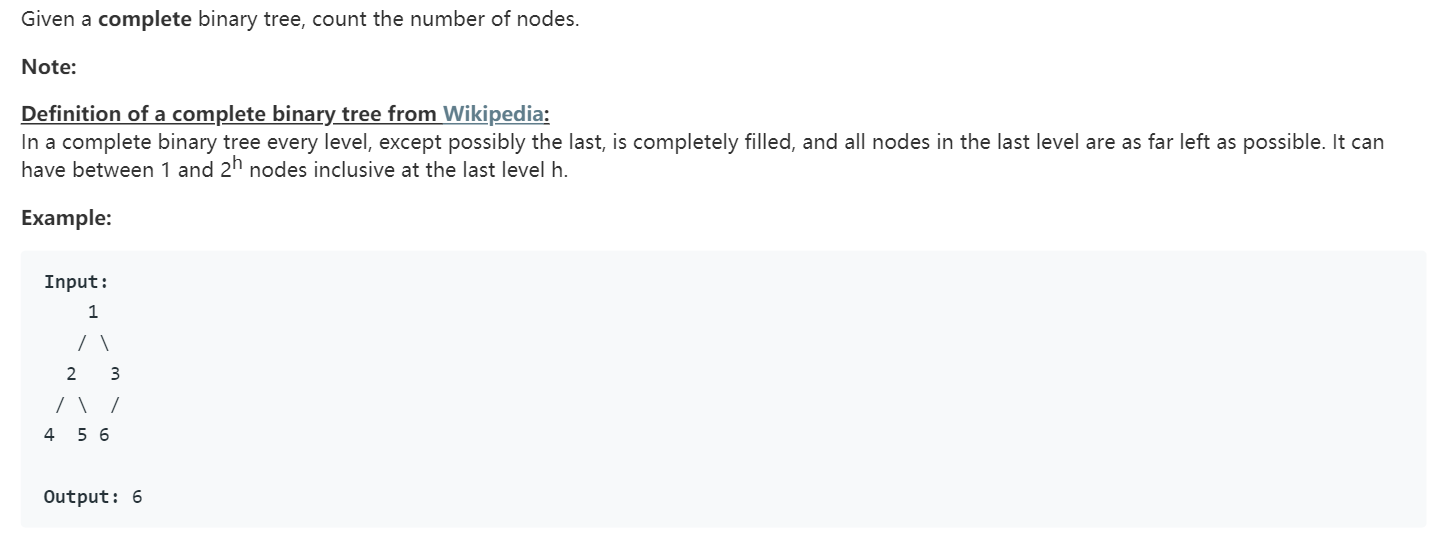 Given a complete binary tree, count the number of nodes.
Note:
Definition of a complete binary tree from Wikipedia:
In a complete binary tree every level, except possibly the last, is completely filled, and all nodes in the last level are as far left as possible. It can
have between 1 and 2h nodes inclusive at the last level h.
Example:
Input:
1
/ \
2 3
/ \ /
4 5 6
Output: 6